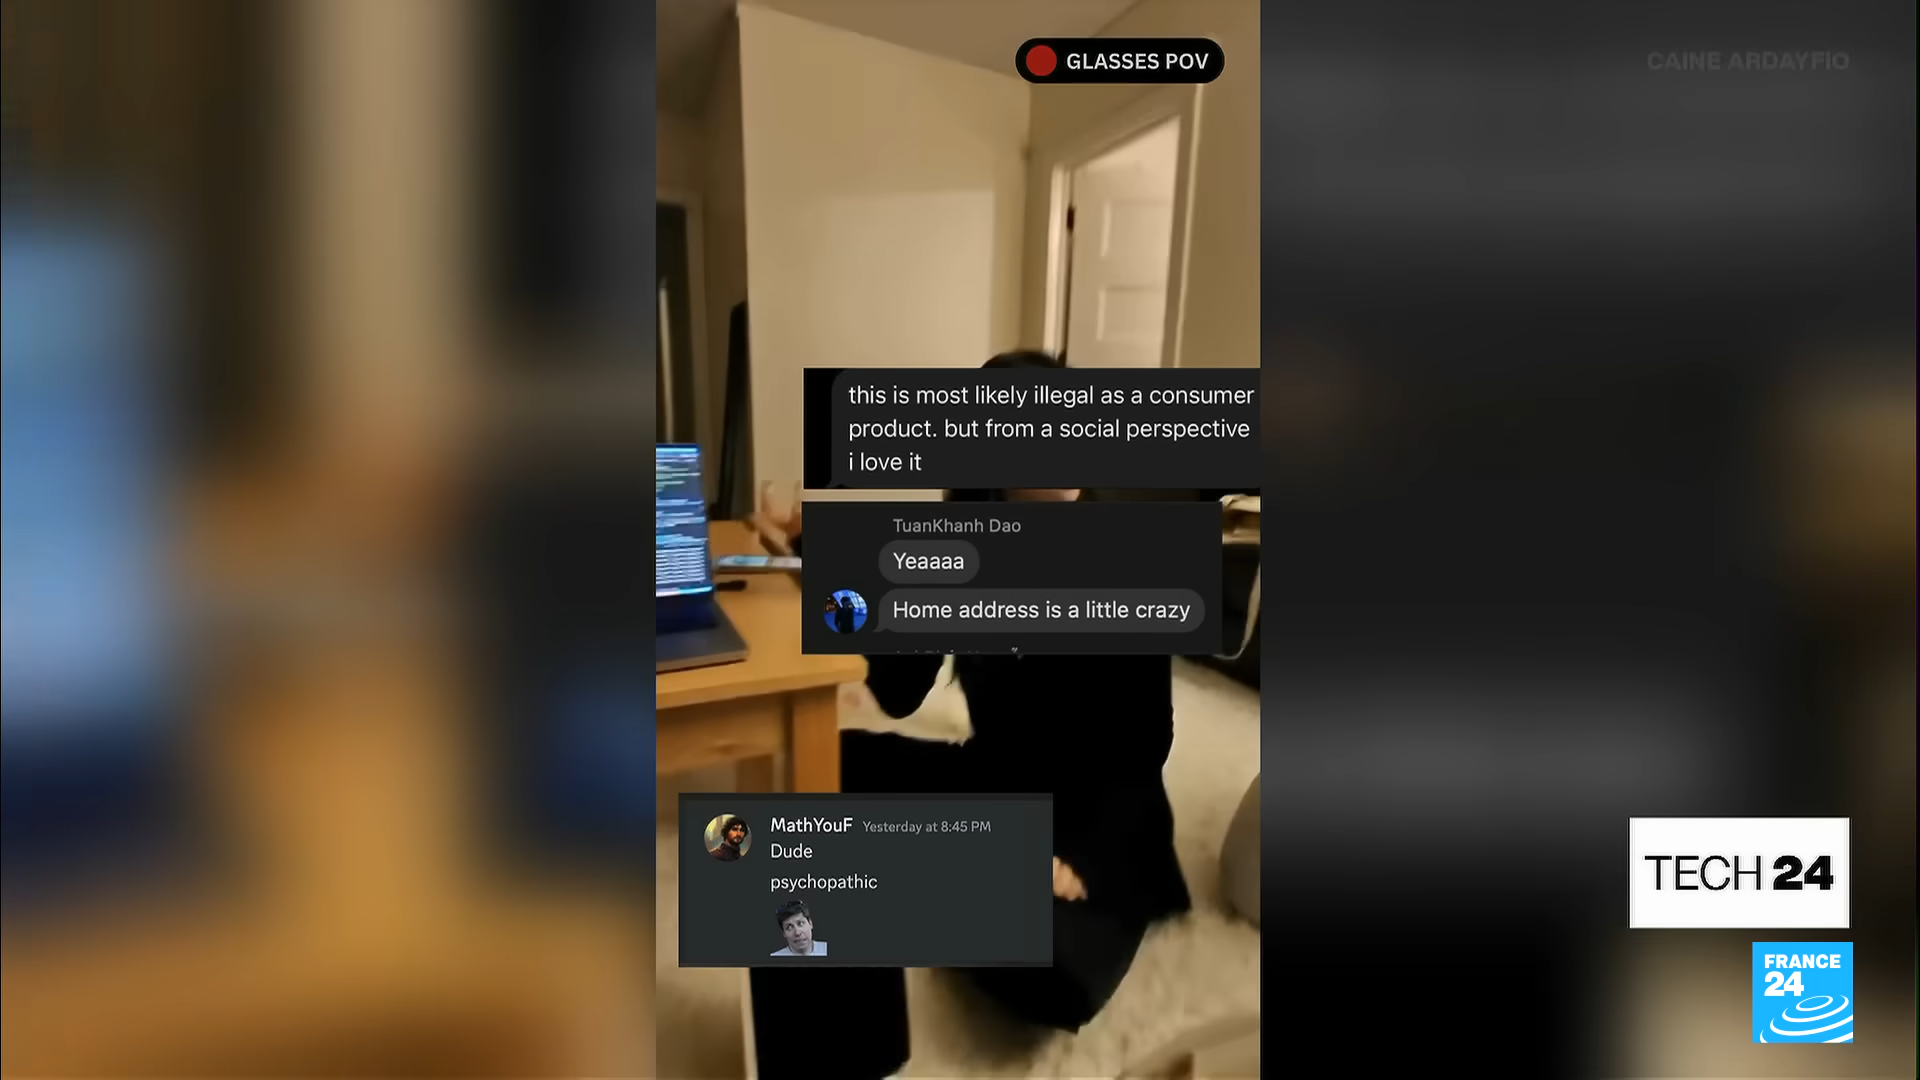 GLASSES POV
CAINE ARDAYFIO
this is most likely illegal as a consumer
product. but from a social perspective
i love it
TuanKhanh Dao
Yeaaaa
Home address is a little crazy
MathYouF Yesterday at 8:45 PM
Dude
psychopathic
TECH 24
FRANCE
24